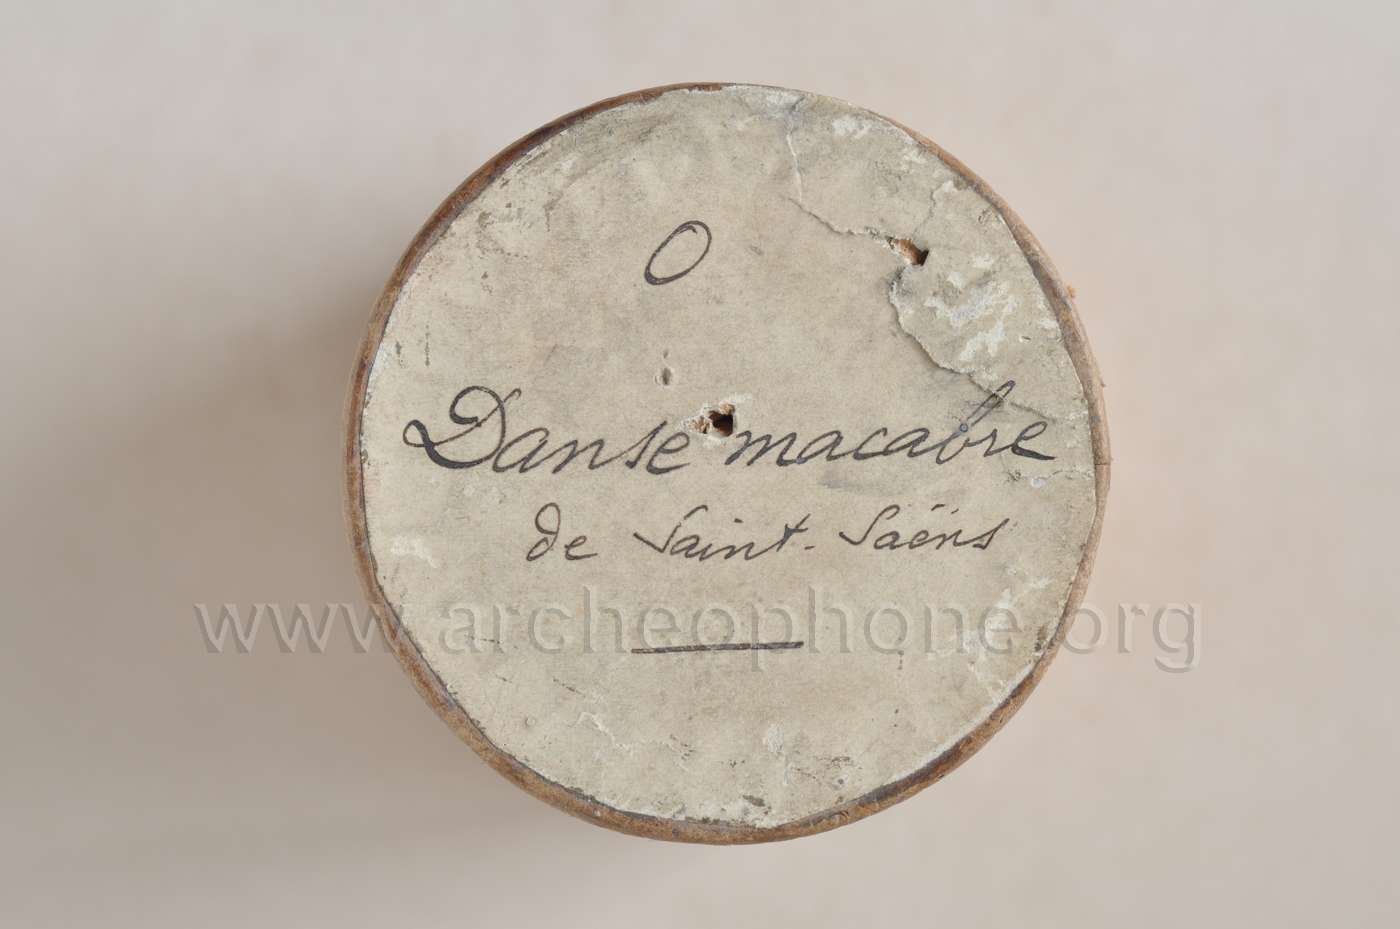 O
Danse macabre
de Saint-Saëns
www.archeophone.org